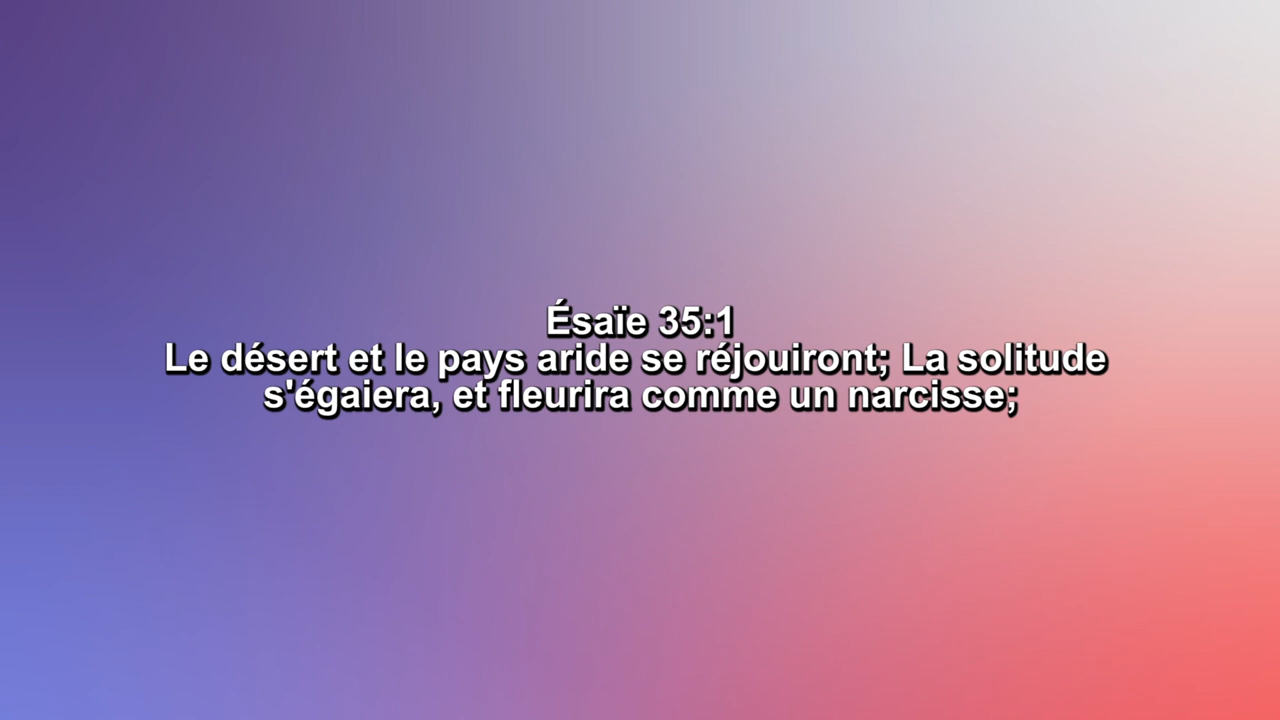 Ésaïe 35:1
Le désert et le pays aride se réjouiront; La solitude
s'égaiera, et fleurira comme un narcisse;